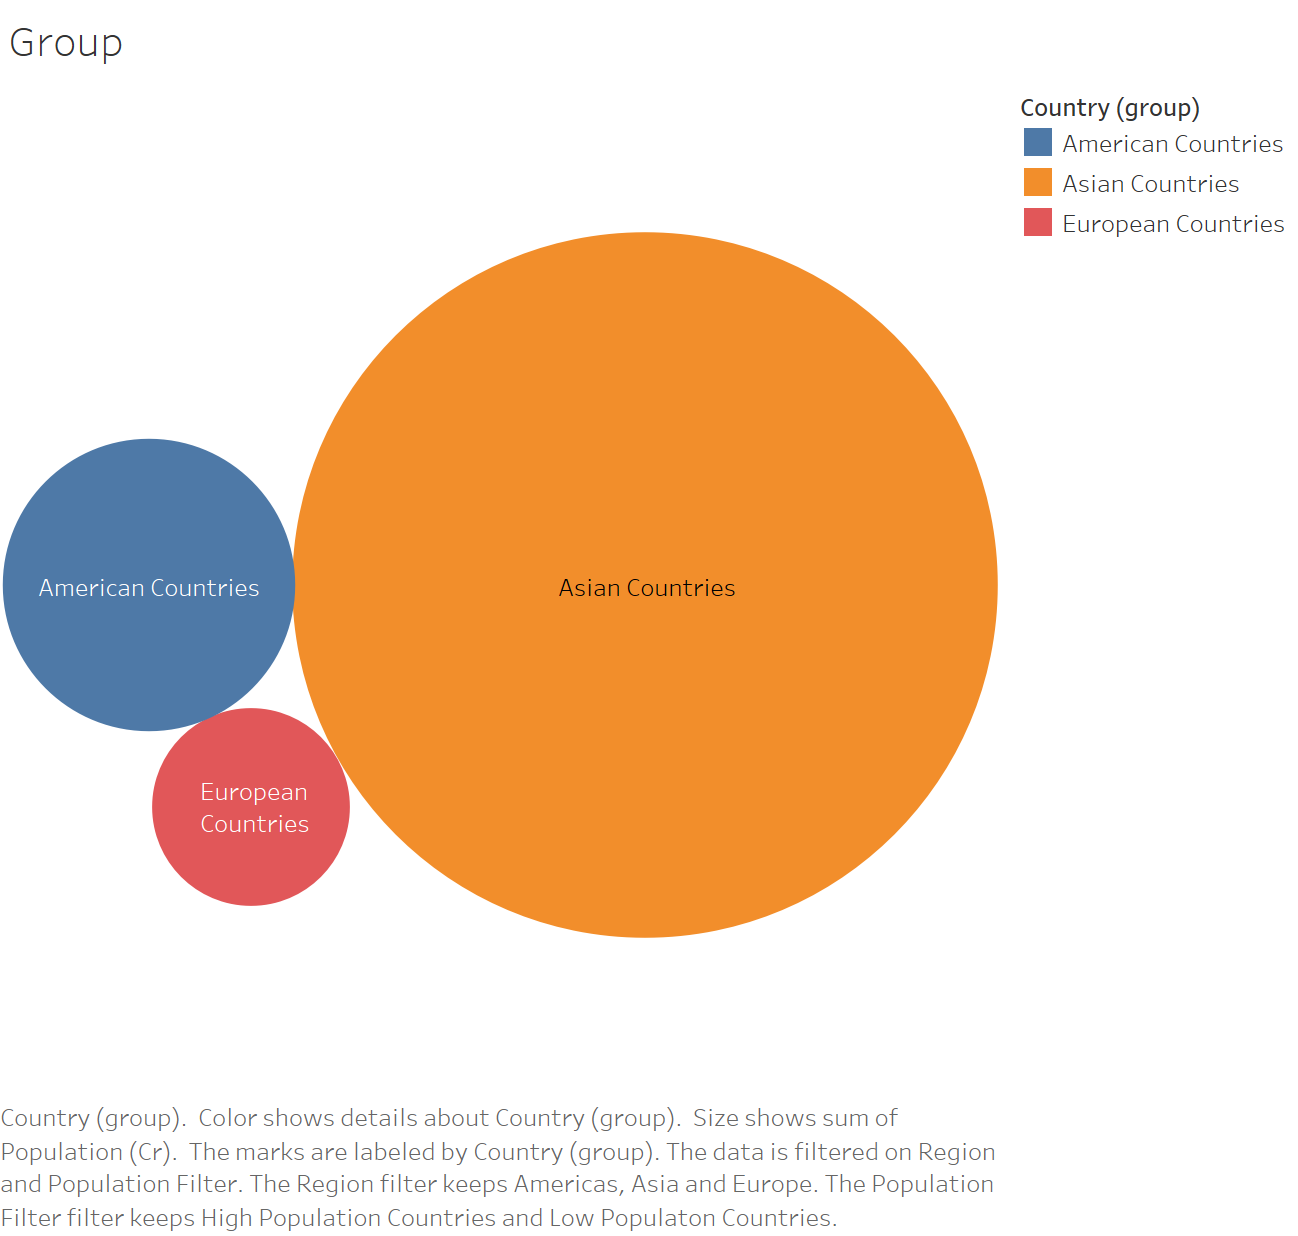 Group
Country (group)
American Countries
Asian Countries
European Countries
American Countries
Asian Countries
European
Countries
Country (group).  Color shows details about Country (group).  Size shows sum of
Population (Cr).  The marks are labeled by Country (group). The data is filtered on Region
and Population Filter. The Region filter keeps Americas, Asia and Europe. The Population
Filter filter keeps High Population Countries and Low Populaton Countries.